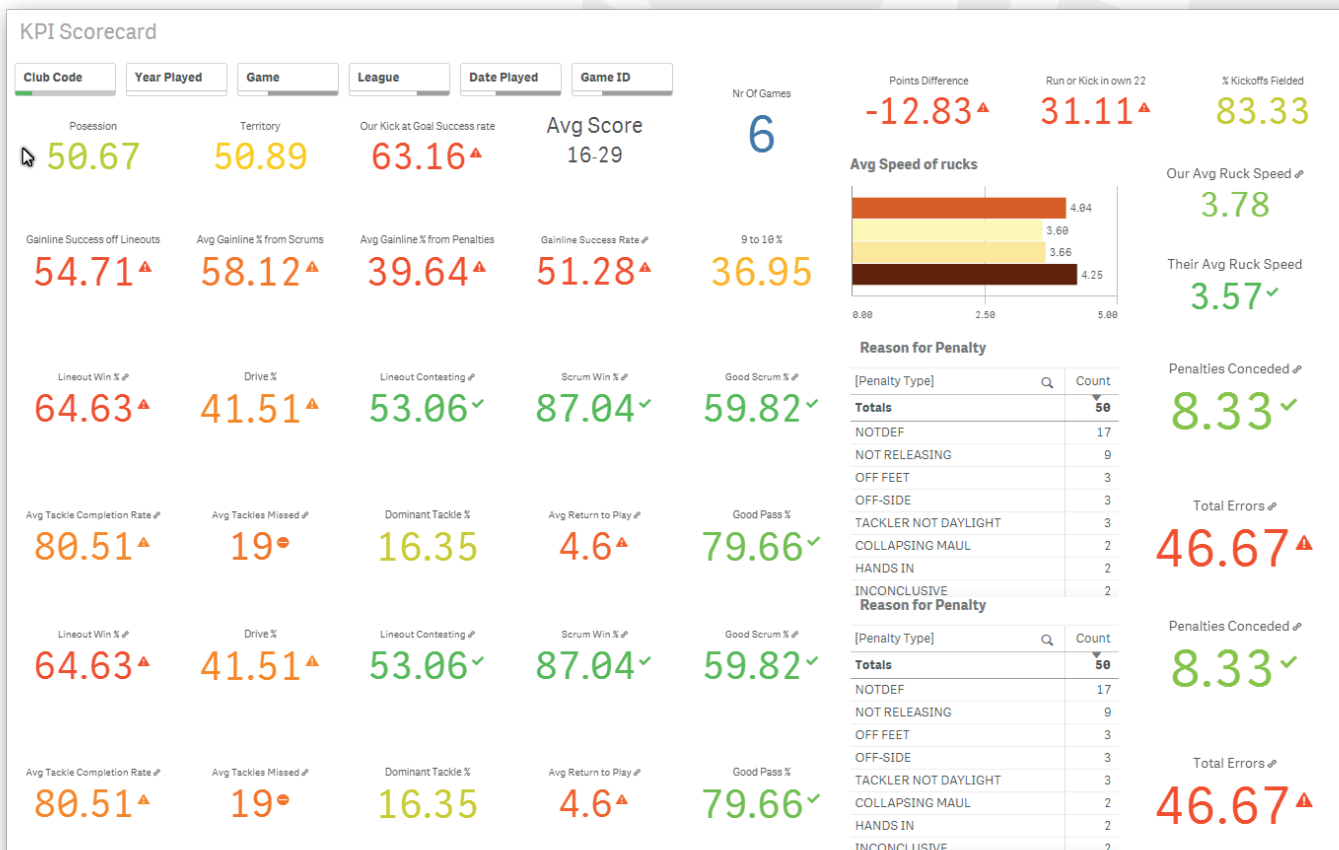 KPI Scorecard
Club Code Year Played Game League Date Played Game ID
Posession Territory Our Kick at Goal Success rate Avg Score Nr Of Games
50.67 50.89 63.16 16-29 6
Points Difference Run or Kick in own 22 % Kickoffs Fielded
-12.83 31.11 83.33
Gainline Success off Lineouts Avg Gainline % from Scrums Avg Gainline % from Penalties Gainline Success Rate 9 to 10 %
54.71 58.12 39.64 51.28 36.95
Avg Speed of rucks
4.04
3.60
3.66
4.25
0.00 2.50 5.00
Our Avg Ruck Speed
3.78
Their Avg Ruck Speed
3.57
Lineout Win % Drive % Lineout Contesting Scrum Win % Good Scrum %
64.63 41.51 53.06 87.04 59.82
Reason for Penalty
[Penalty Type] Count
Totals 50
NOTDEF 17
NOT RELEASING 9
OFF FEET 3
OFF-SIDE 3
TACKLER NOT DAYLIGHT 3
COLLAPSING MAUL 2
HANDS IN 2
INCONCLUSIVE 2
Penalties Conceded
8.33
Avg Tackle Completion Rate Avg Tackles Missed Dominant Tackle % Avg Return to Play Good Pass %
80.51 19 16.35 4.6 79.66
Total Errors
46.67
Lineout Win % Drive % Lineout Contesting Scrum Win % Good Scrum %
64.63 41.51 53.06 87.04 59.82
Reason for Penalty
[Penalty Type] Count
Totals 50
NOTDEF 17
NOT RELEASING 9
OFF FEET 3
OFF-SIDE 3
TACKLER NOT DAYLIGHT 3
COLLAPSING MAUL 2
HANDS IN 2
INCONCLUSIVE 2
Penalties Conceded
8.33
Avg Tackle Completion Rate Avg Tackles Missed Dominant Tackle % Avg Return to Play Good Pass %
80.51 19 16.35 4.6 79.66
Total Errors
46.67